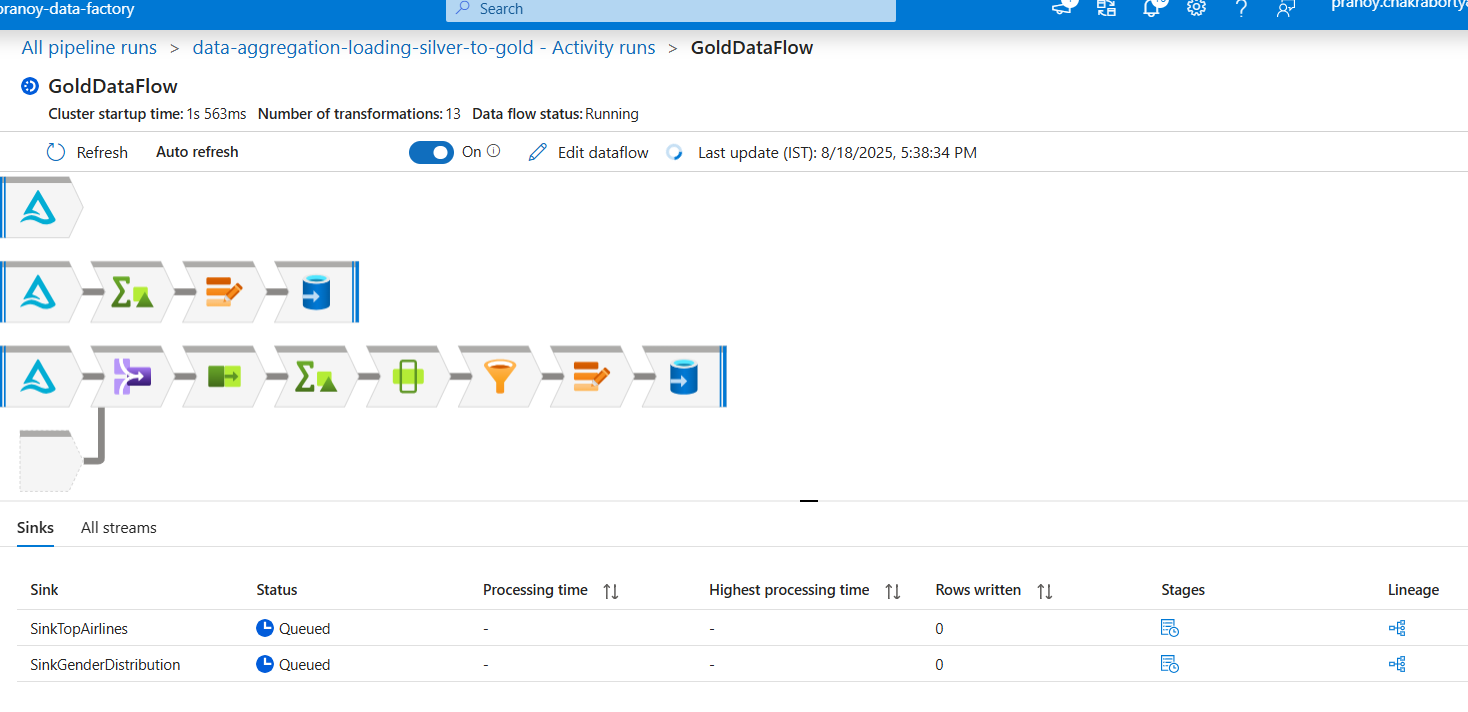 pranoy-data-factory
Search
All pipeline runs > data-aggregation-loading-silver-to-gold - Activity runs > GoldDataFlow
GoldDataFlow
Cluster startup time: 1s 563ms Number of transformations: 13 Data flow status: Running
Refresh Auto refresh On Edit dataflow Last update (IST): 8/18/2025, 5:38:34 PM
Sinks All streams
Sink Status Processing time Highest processing time Rows written Stages Lineage
SinkTopAirlines Queued - - 0
SinkGenderDistribution Queued - - 0